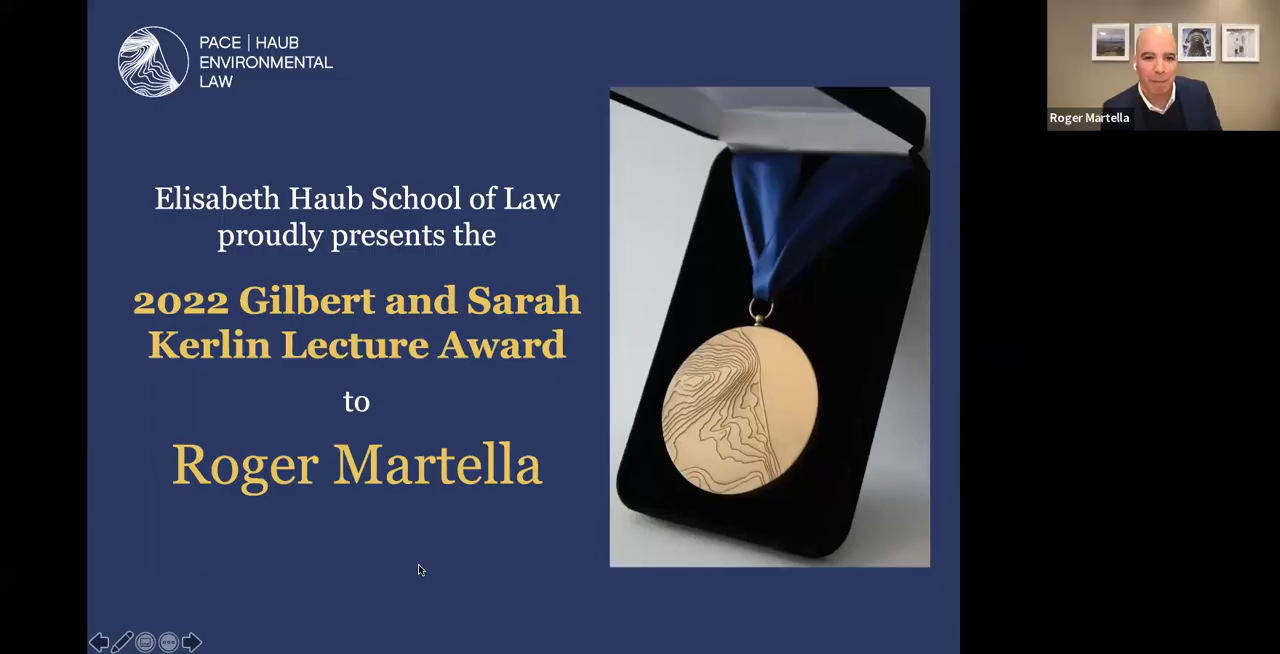 PACE | HAUB
ENVIRONMENTAL
LAW
Elisabeth Haub School of Law
proudly presents the
2022 Gilbert and Sarah
Kerlin Lecture Award
to
Roger Martella
Roger Martella